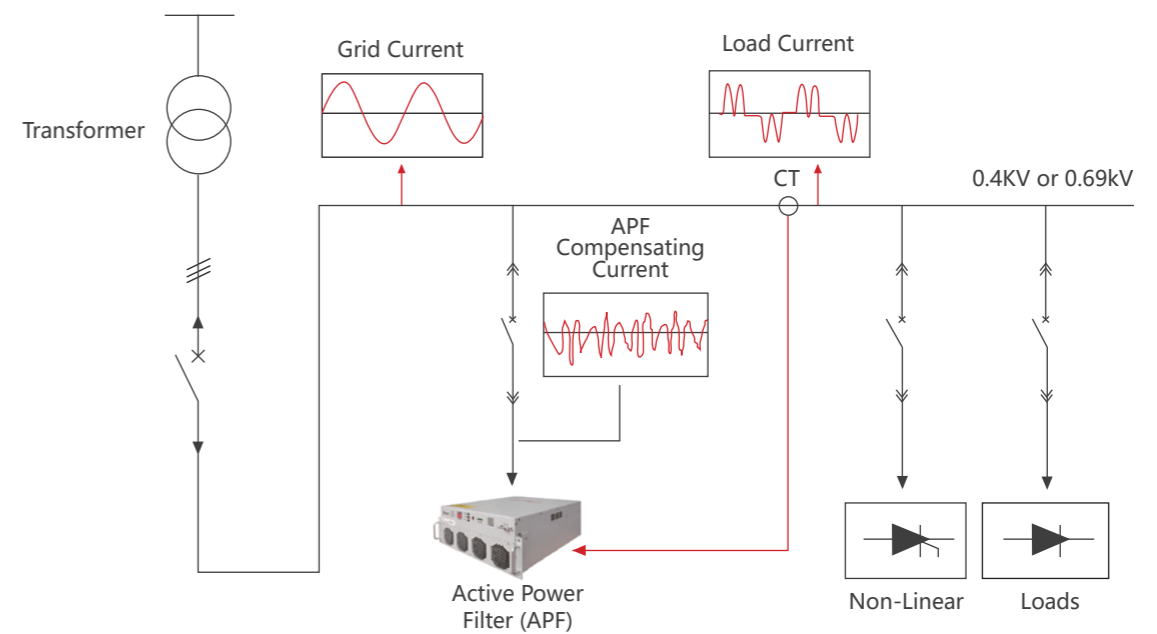 Grid Current
Load Current
Transformer
CT
0.4KV or 0.69kV
APF
Compensating
Current
Active Power
Filter (APF)
Non-Linear
Loads